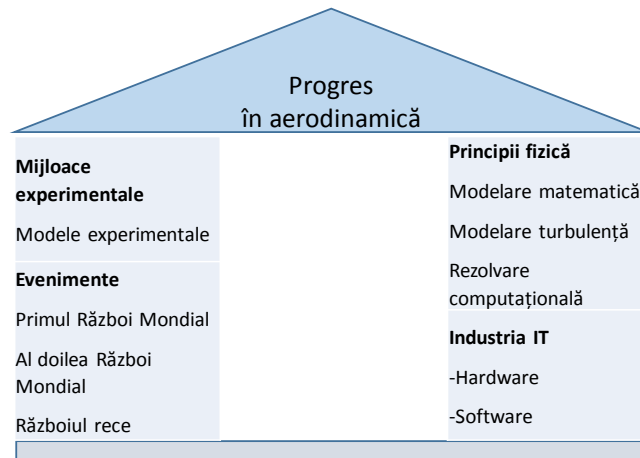 Progres
în aerodinamică
Mijloace
experimentale
Modele experimentale
Evenimente
Primul Război Mondial
Al doilea Război
Mondial
Războiul rece
Principii fizică
Modelare matematică
Modelare turbulență
Rezolvare
computațională
Industria IT
-Hardware
-Software